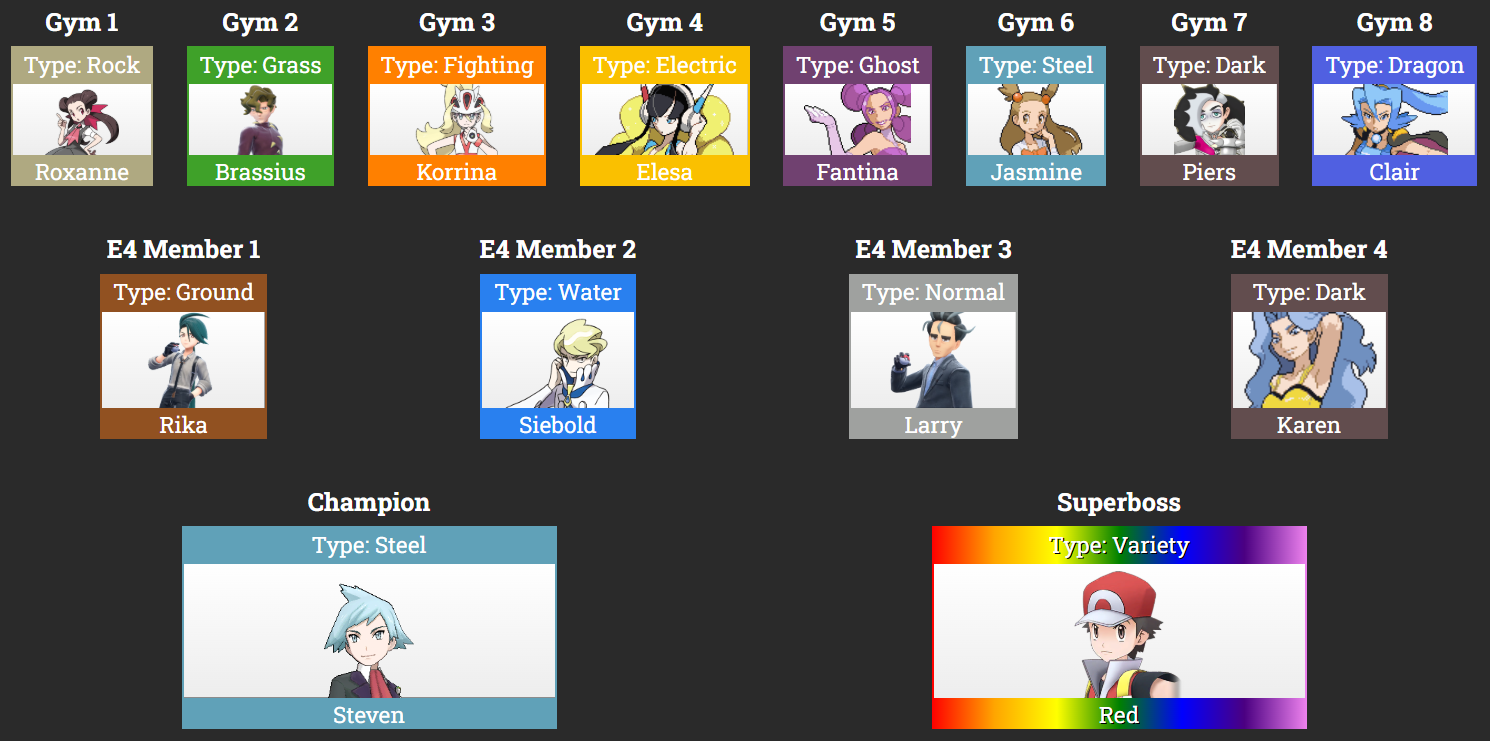 Gym 1
Gym 2
Gym 3
Gym 4
Gym 5
Gym 6
Gym 7
Gym 8
Type: Rock
Type: Grass
Type: Fighting
Type: Electric
Type: Ghost
Type: Steel
Type: Dark
Type: Dragon
Roxanne
Brassius
Korrina
Elesa
Fantina
Jasmine
Piers
Clair
E4 Member 1
E4 Member 2
E4 Member 3
E4 Member 4
Type: Ground
Type: Water
Type: Normal
Type: Dark
Rika
Siebold
Larry
Karen
Champion
Superboss
Type: Steel
Type: Variety
Steven
Red